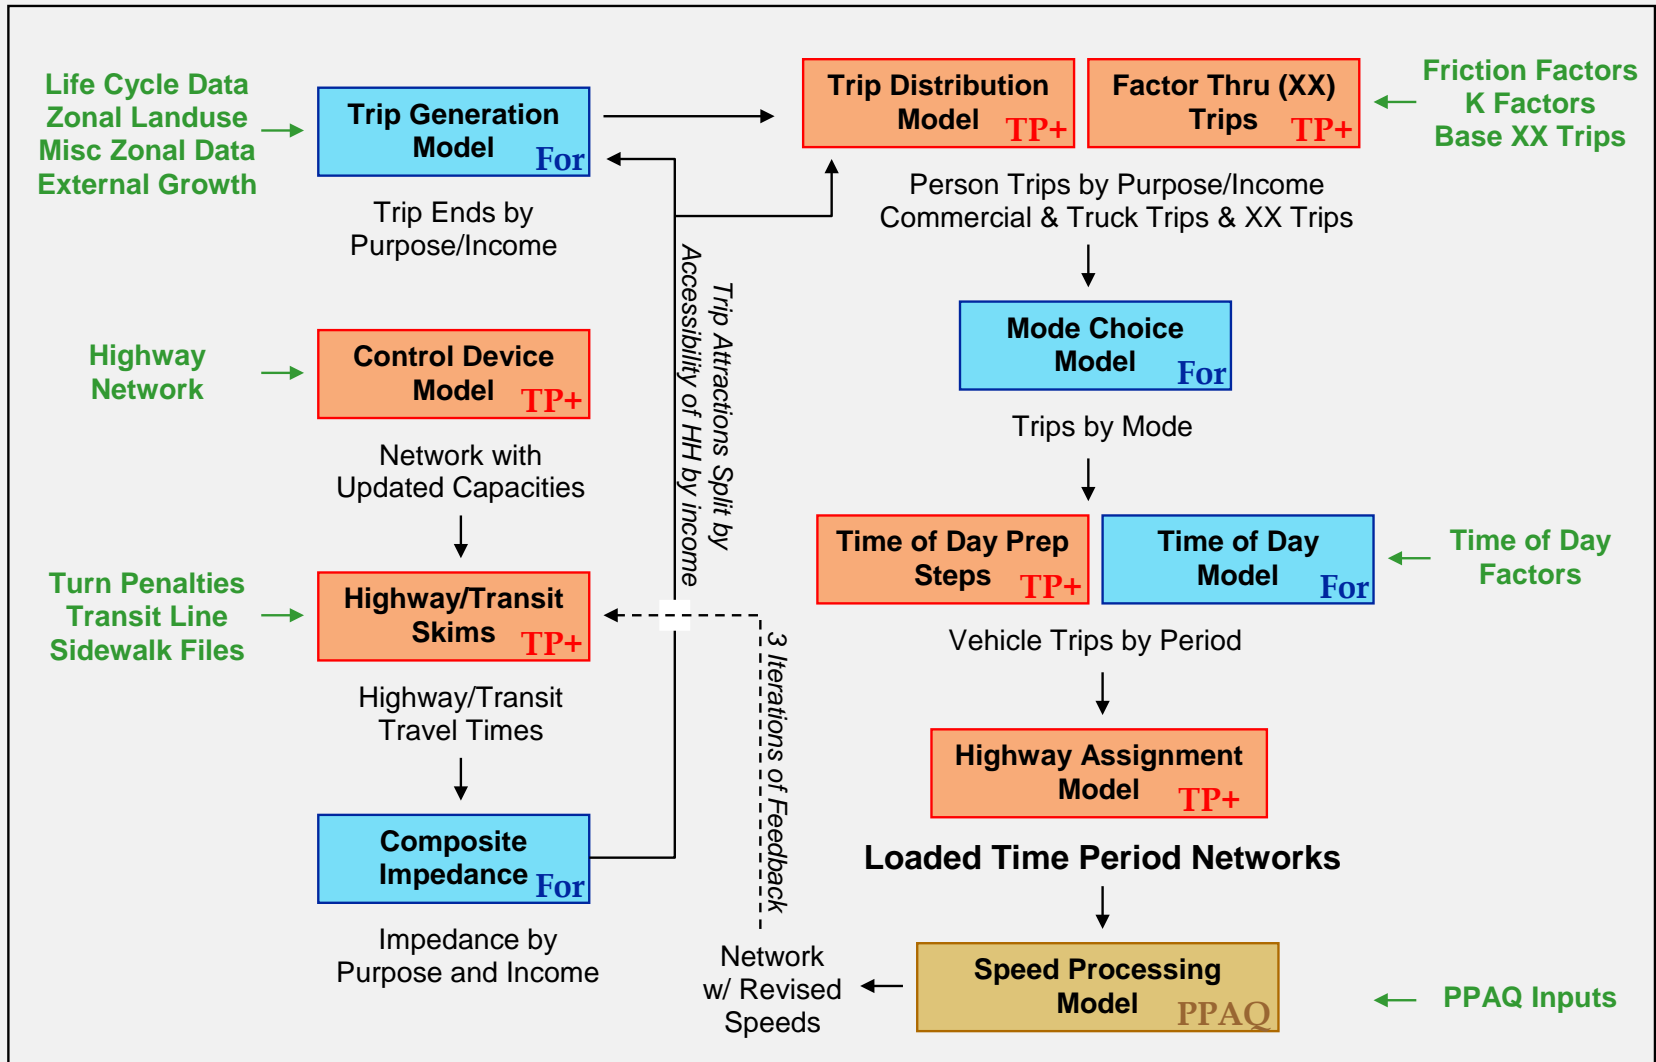 Life Cycle Data
Zonal Landuse
Misc Zonal Data
External Growth
Trip Generation
Model
For
Trip Ends by
Purpose/Income
Trip Distribution
Model
TP+
Factor Thru (XX)
Trips
TP+
Friction Factors
K Factors
Base XX Trips
Person Trips by Purpose/Income
Commercial & Truck Trips & XX Trips
Highway
Network
Control Device
Model
TP+
Network with
Updated Capacities
Trip Attractions Split by
Accessibility of HH by income
Mode Choice
Model
For
Trips by Mode
Turn Penalties
Transit Line
Sidewalk Files
Highway/Transit
Skims
TP+
Highway/Transit
Travel Times
Time of Day Prep
Steps
TP+
Time of Day
Model
For
Time of Day
Factors
Vehicle Trips by Period
3 Iterations of Feedback
Highway Assignment
Model
TP+
Loaded Time Period Networks
Composite
Impedance
For
Impedance by
Purpose and Income
Network
w/ Revised
Speeds
Speed Processing
Model
PPAQ
PPAQ Inputs